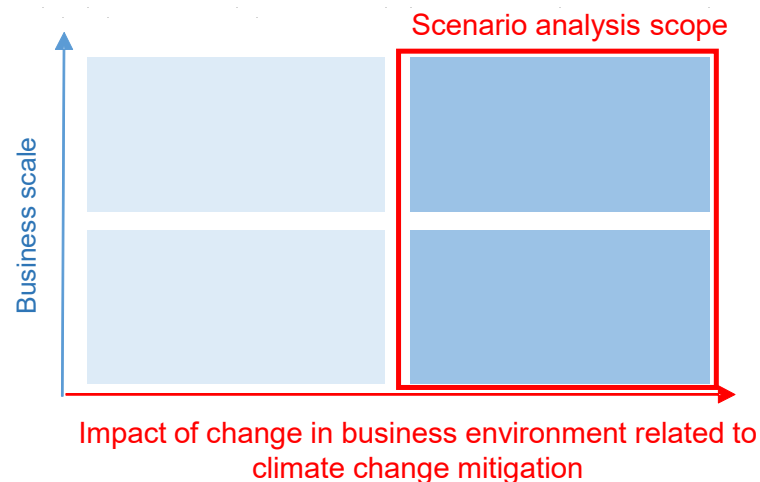 Scenario analysis scope
Business scale
Impact of change in business environment related to
climate change mitigation